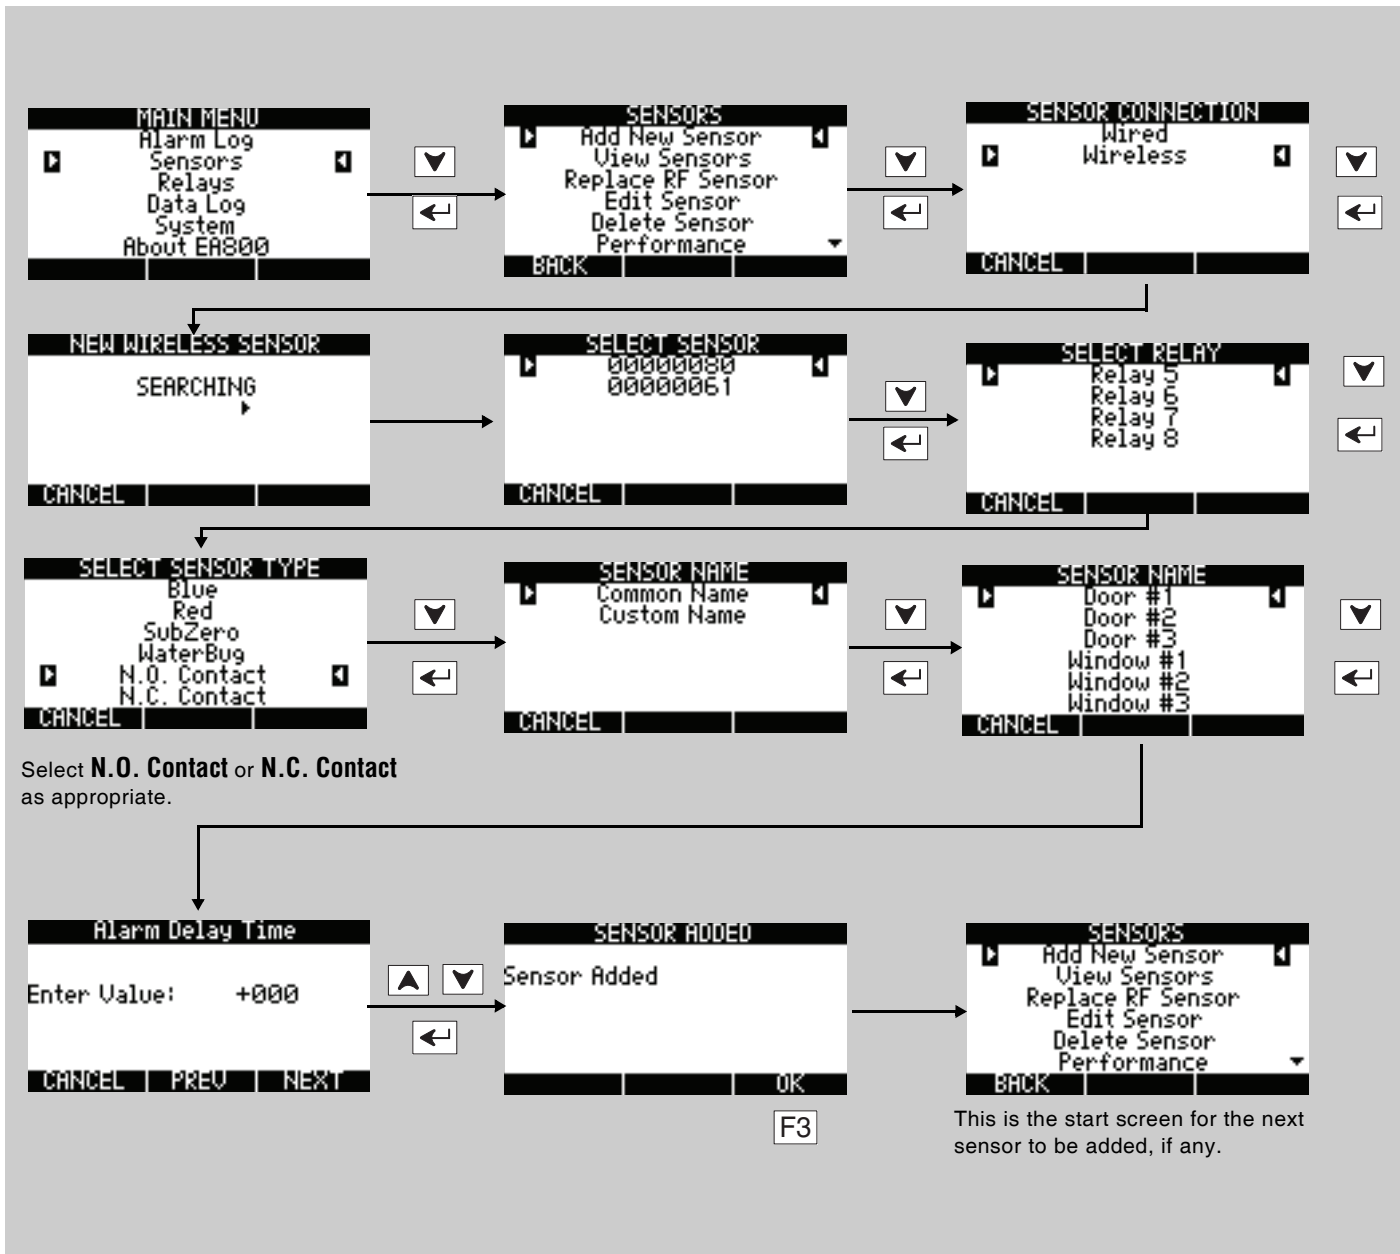 MAIN MENU
Alarm Log
Sensors
Relays
Data Log
System
About EA800
SENSORS
Add New Sensor
View Sensors
Replace RF Sensor
Edit Sensor
Delete Sensor
Performance
BACK
SENSOR CONNECTION
Wired
Wireless
CANCEL
NEW WIRELESS SENSOR
SEARCHING
CANCEL
SELECT SENSOR
00000080
00000061
CANCEL
SELECT RELAY
Relay 5
Relay 6
Relay 7
Relay 8
CANCEL
SELECT SENSOR TYPE
Blue
Red
SubZero
WaterBug
N.O. Contact
N.C. Contact
CANCEL
Select N.O. Contact or N.C. Contact
as appropriate.
SENSOR NAME
Common Name
Custom Name
CANCEL
SENSOR NAME
Door #1
Door #2
Door #3
Window #1
Window #2
Window #3
CANCEL
Alarm Delay Time
Enter Value: +000
CANCEL PREV NEXT
SENSOR ADDED
Sensor Added
OK
F3
SENSORS
Add New Sensor
View Sensors
Replace RF Sensor
Edit Sensor
Delete Sensor
Performance
BACK
This is the start screen for the next
sensor to be added, if any.